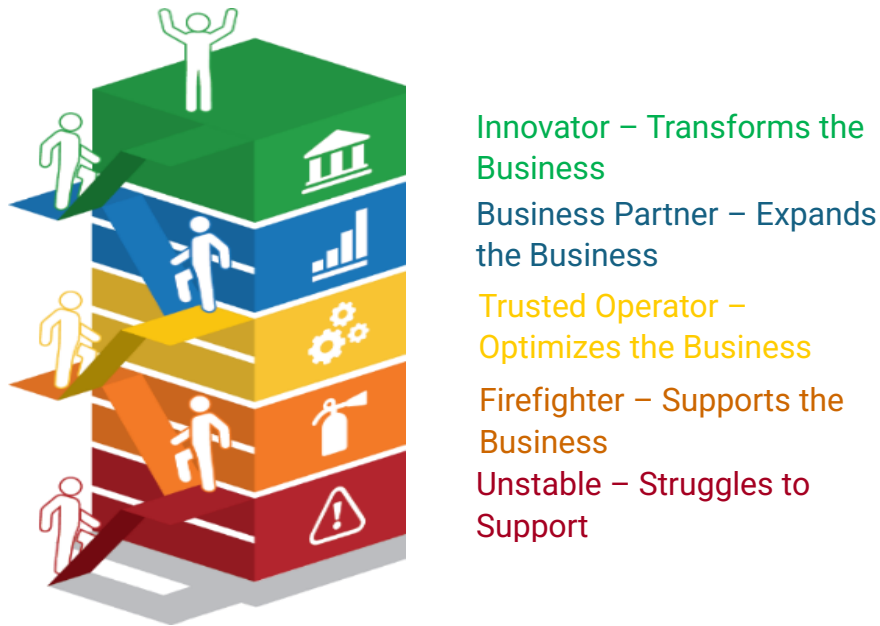 Innovator – Transforms the
Business
Business Partner – Expands
the Business
Trusted Operator –
Optimizes the Business
Firefighter – Supports the
Business
Unstable – Struggles to
Support